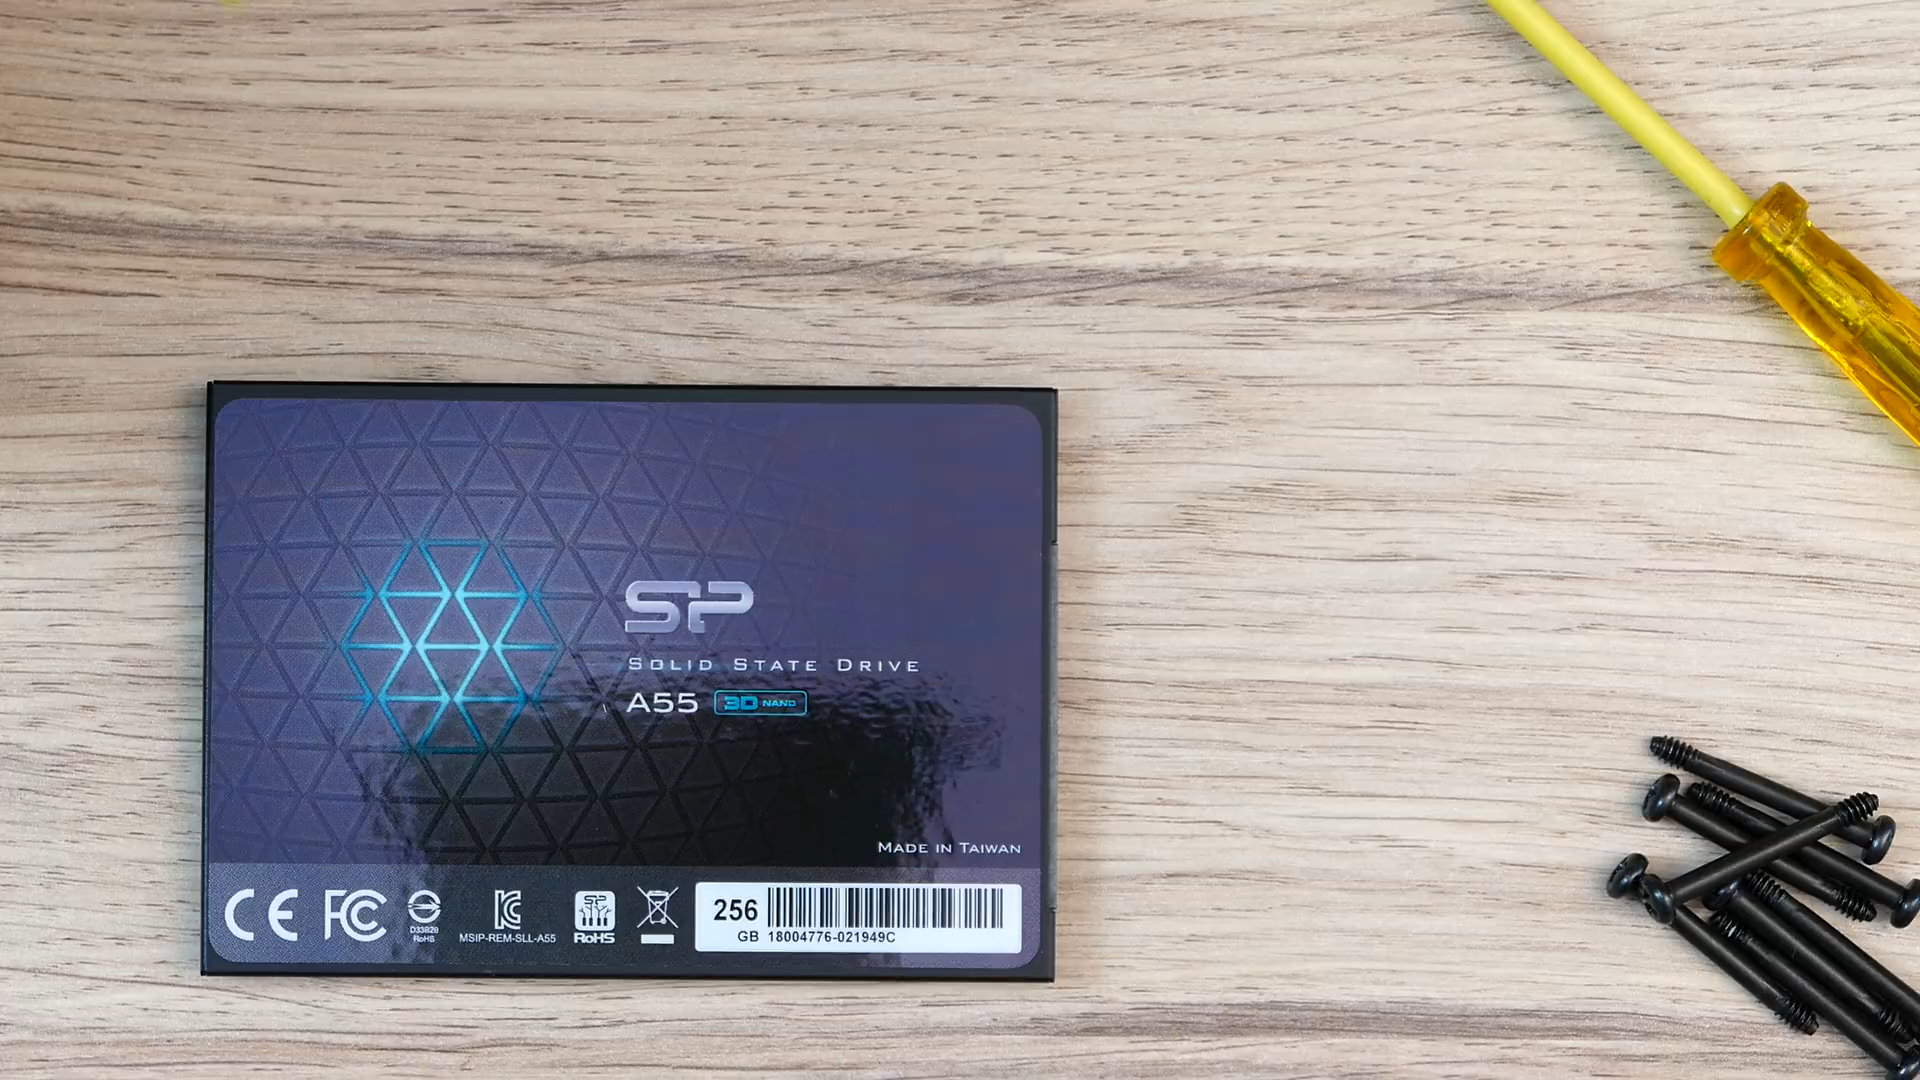 SP
SOLID STATE DRIVE
A55 3D NAND
MADE IN TAIWAN
CE FC D33B29 RoHS
MSIP-REM-SLL-A55
SP RoHS
256
GB 18004776-021949C